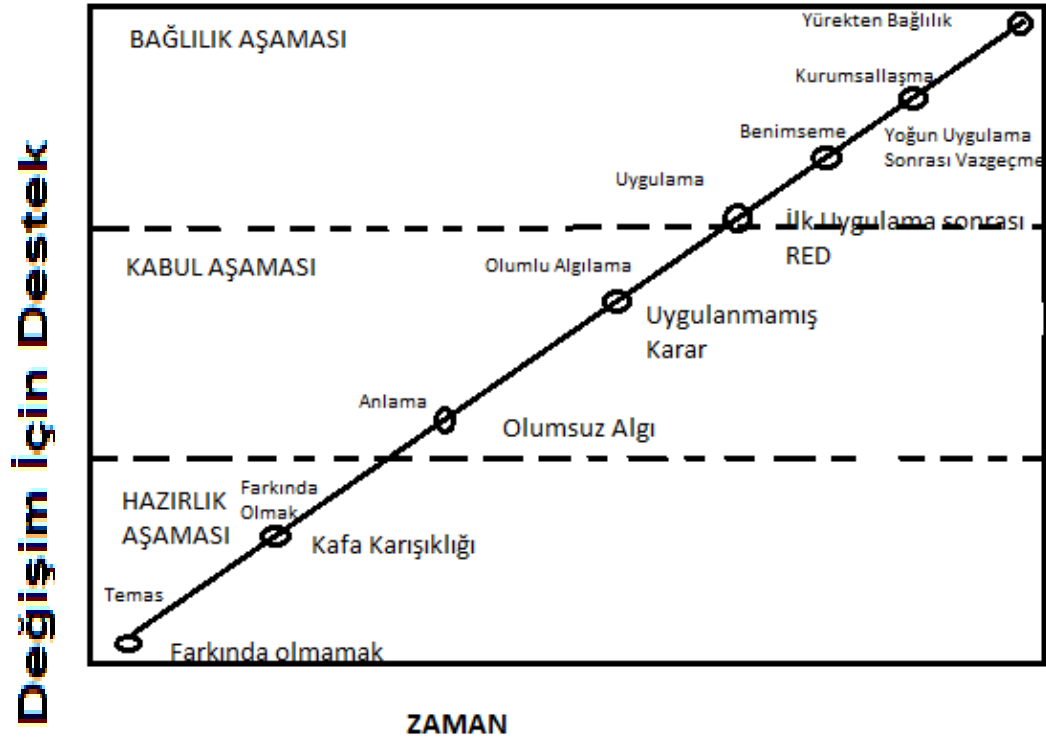 Değişim İçin Destek
BAĞLILIK AŞAMASI
Yürekten Bağlılık
Kurumsallaşma
Benimseme
Yoğun Uygulama
Sonrası Vazgeçme
Uygulama
İlk Uygulama sonrası
RED
KABUL AŞAMASI
Olumlu Algılama
Uygulanmamış
Karar
Anlama
Olumsuz Algı
HAZIRLIK
AŞAMASI
Farkında
Olmak
Kafa Karışıklığı
Temas
Farkında olmamak
ZAMAN